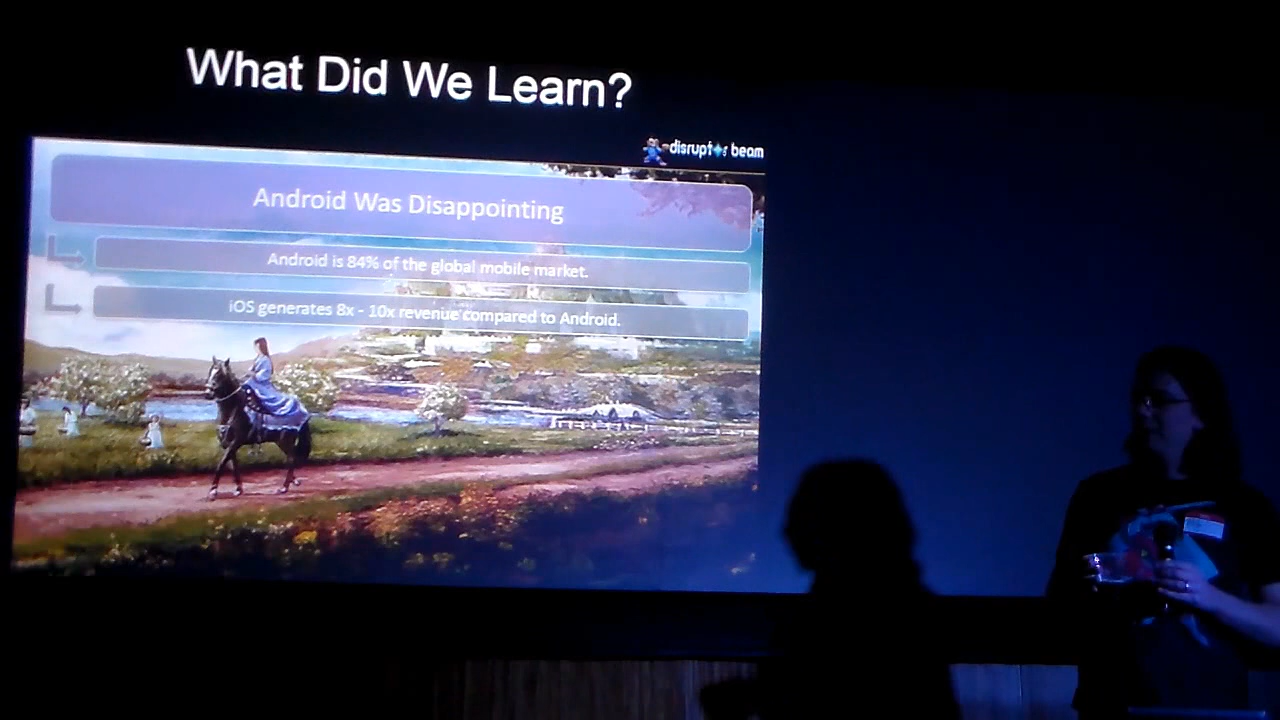 What Did We Learn?
disruptor beam
Android Was Disappointing
Android is 84% of the global mobile market.
iOS generates 8x - 10x revenue compared to Android.